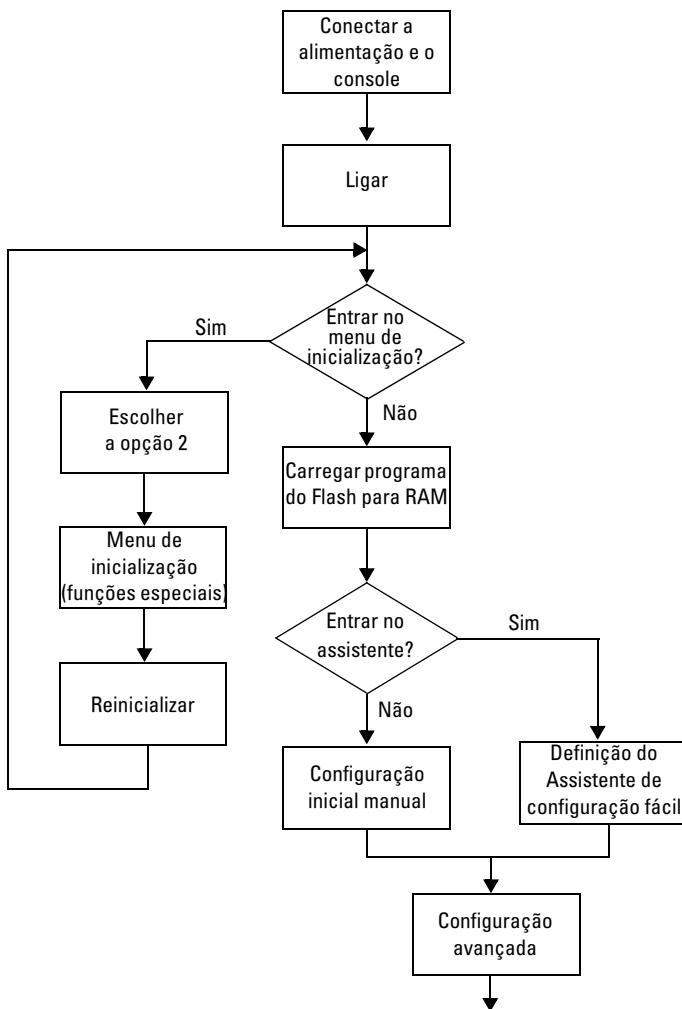 Conectar a
alimentação e o
console
Ligar
Entrar no
menu de
inicialização?
Sim
Não
Escolher
a opção 2
Carregar programa
do Flash para RAM
Menu de
inicialização
(funções especiais)
Entrar no
assistente?
Sim
Não
Reinicializar
Configuração
inicial manual
Definição do
Assistente de
configuração fácil
Configuração
avançada